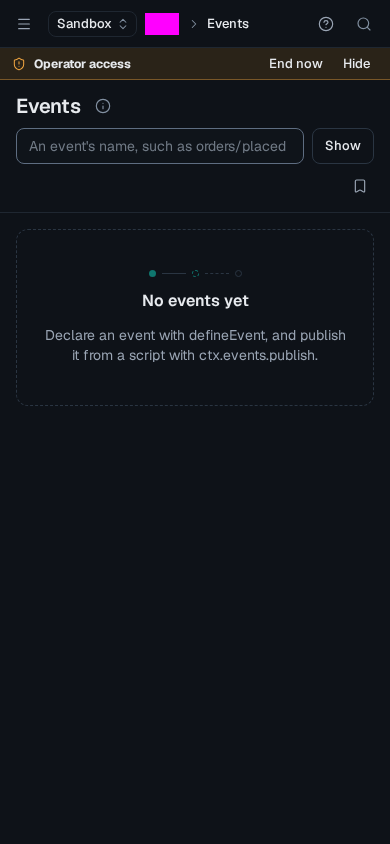 Sandbox
Events
Operator access
End now
Hide
Events
An event's name, such as orders/placed
Show
No events yet
Declare an event with defineEvent, and publish
it from a script with ctx.events.publish.